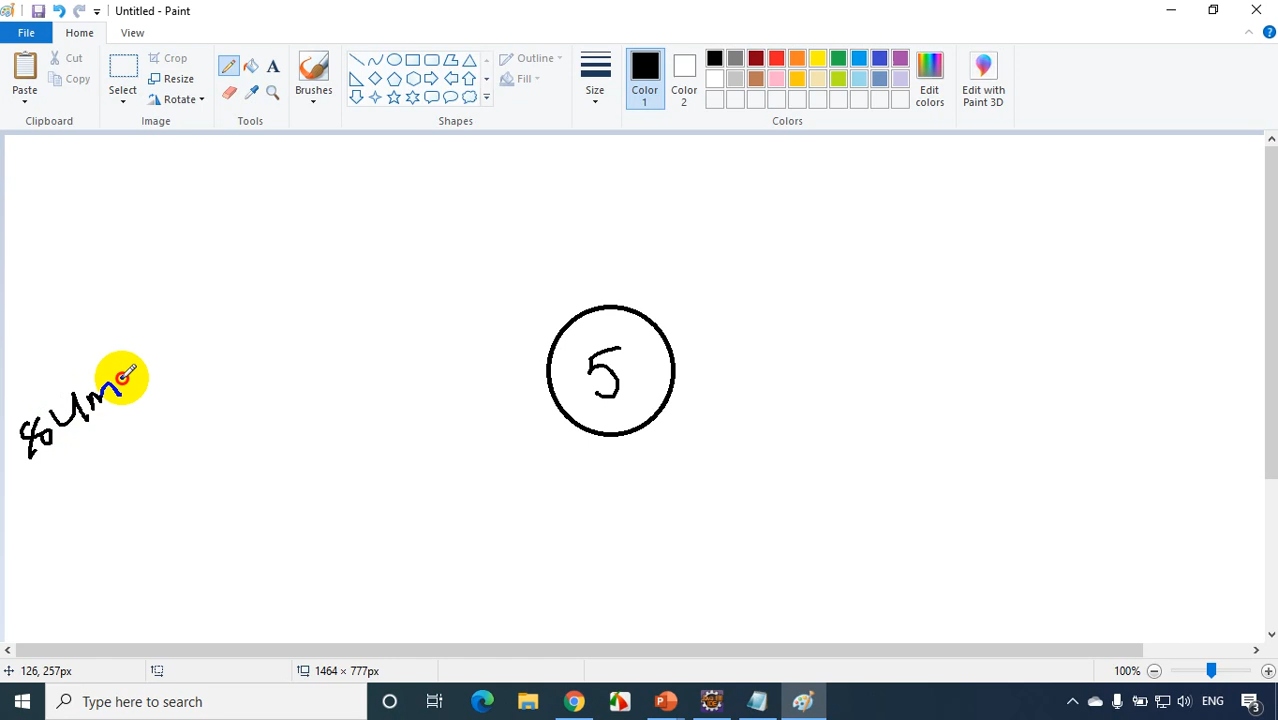 Untitled - Paint
File
Home
View
Paste
Cut
Copy
Clipboard
Select
Crop
Resize
Rotate
Image
A
Tools
Brushes
Outline
Fill
Shapes
Size
Color 1
Color 2
Edit colors
Colors
Edit with Paint 3D
5
sum
126, 257px
1464 × 777px
100%
Type here to search
ENG
3